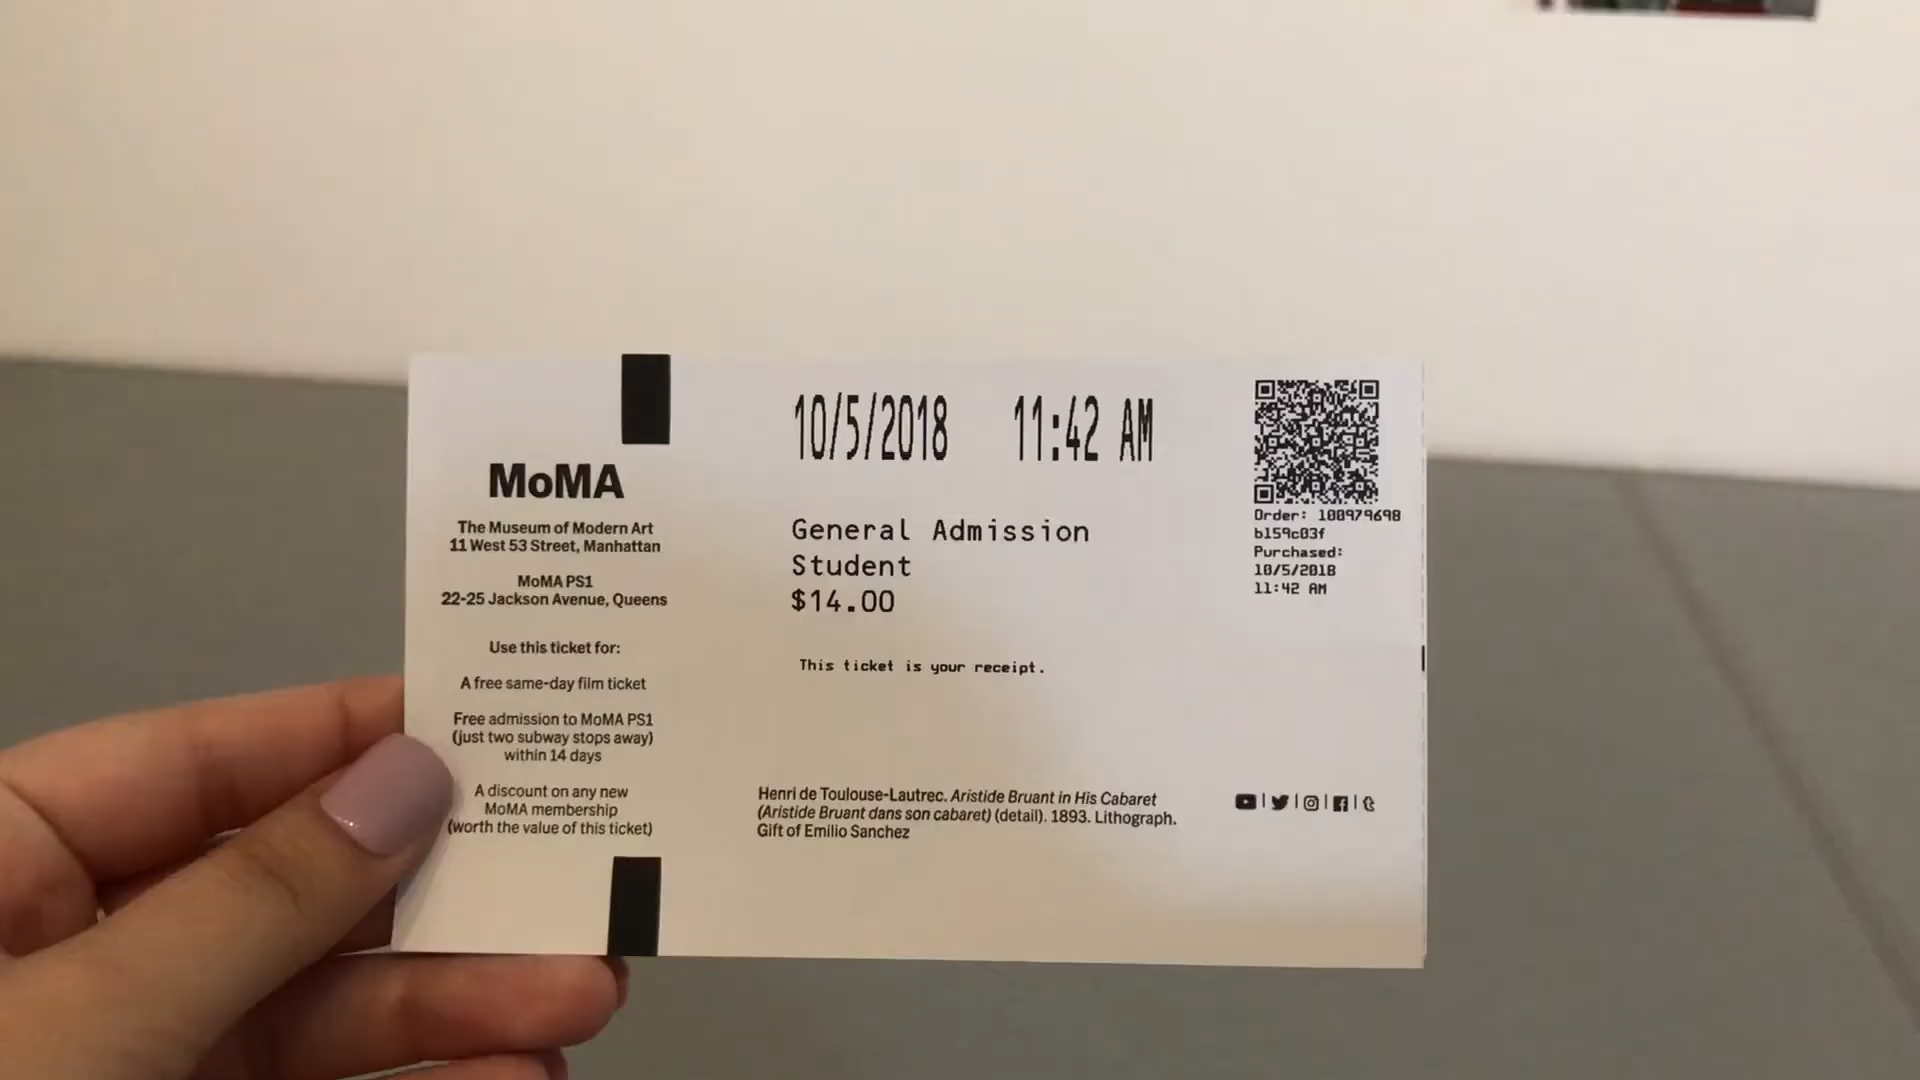 MoMA
The Museum of Modern Art
11 West 53 Street, Manhattan
MoMA PS1
22-25 Jackson Avenue, Queens
Use this ticket for:
A free same-day film ticket
Free admission to MoMA PS1
(just two subway stops away)
within 14 days
A discount on any new
MoMA membership
(worth the value of this ticket)
10/5/2018 11:42 AM
General Admission
Student
$14.00
This ticket is your receipt.
Henri de Toulouse-Lautrec. Aristide Bruant in His Cabaret
(Aristide Bruant dans son cabaret) (detail). 1893. Lithograph.
Gift of Emilio Sanchez
Order: 100979698
b159c03f
Purchased:
10/5/2018
11:42 AM